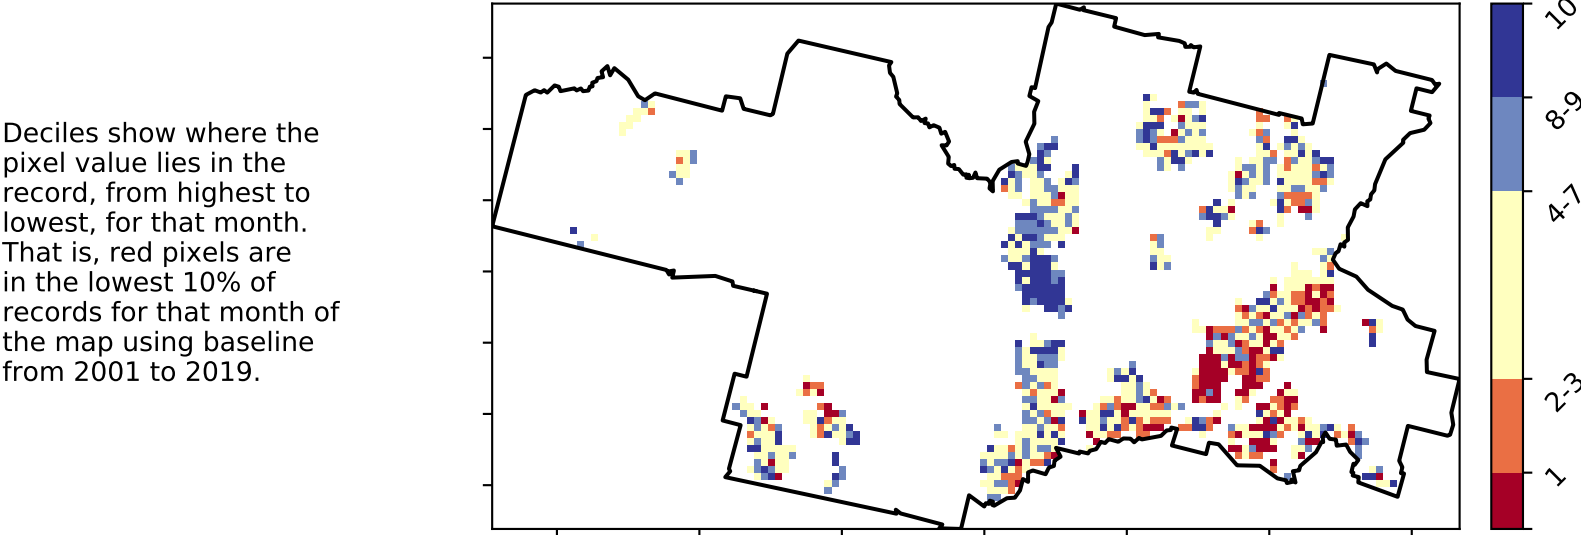 Deciles show where the
pixel value lies in the
record, from highest to
lowest, for that month.
That is, red pixels are
in the lowest 10% of
records for that month of
the map using baseline
from 2001 to 2019.
10
8-9
4-7
2-3
1